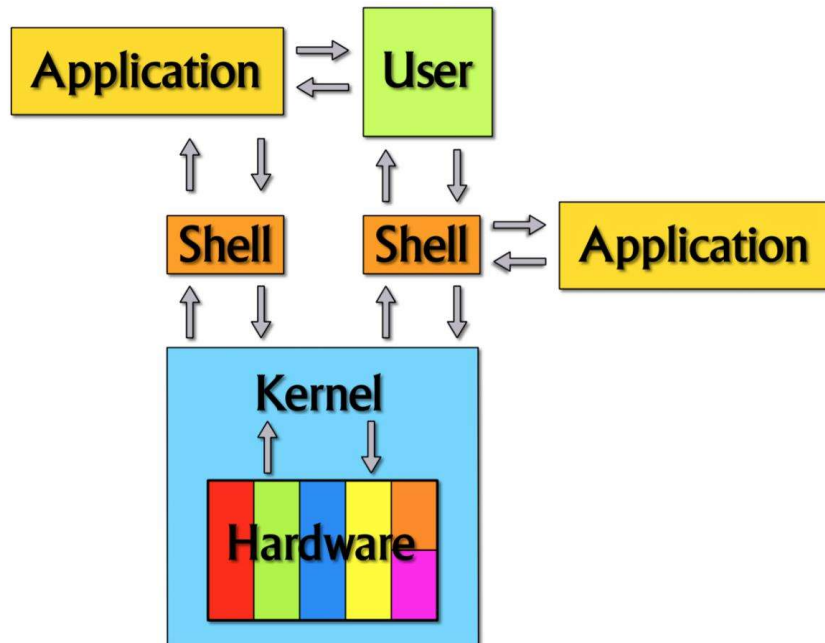 Application
User
Shell
Shell
Application
Kernel
Hardware